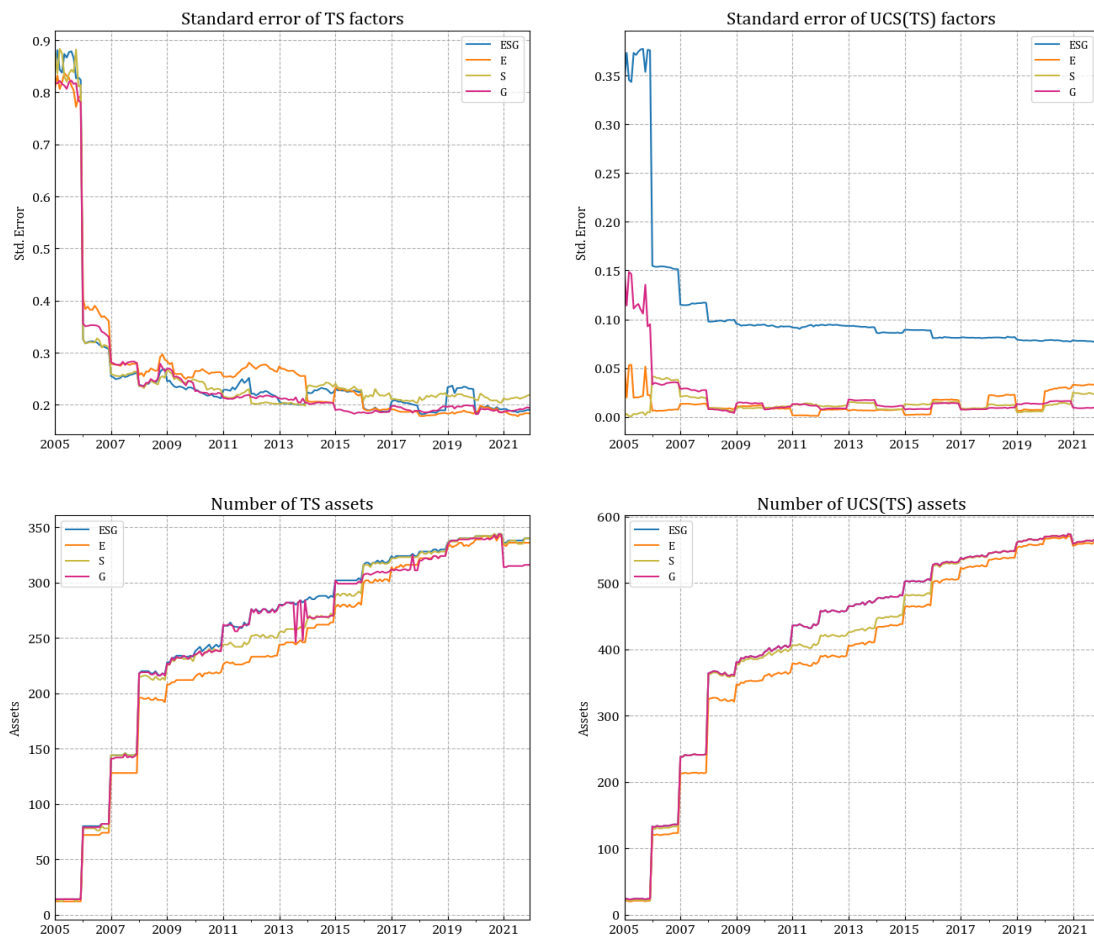 Standard error of TS factors
Std. Error
0.9
0.8
0.7
0.6
0.5
0.4
0.3
0.2
ESG
E
S
G
2005 2007 2009 2011 2013 2015 2017 2019 2021
Standard error of UCS(TS) factors
Std. Error
0.35
0.30
0.25
0.20
0.15
0.10
0.05
0.00
ESG
E
S
G
2005 2007 2009 2011 2013 2015 2017 2019 2021
Number of TS assets
Assets
350
300
250
200
150
100
50
0
ESG
E
S
G
2005 2007 2009 2011 2013 2015 2017 2019 2021
Number of UCS(TS) assets
Assets
600
500
400
300
200
100
0
ESG
E
S
G
2005 2007 2009 2011 2013 2015 2017 2019 2021